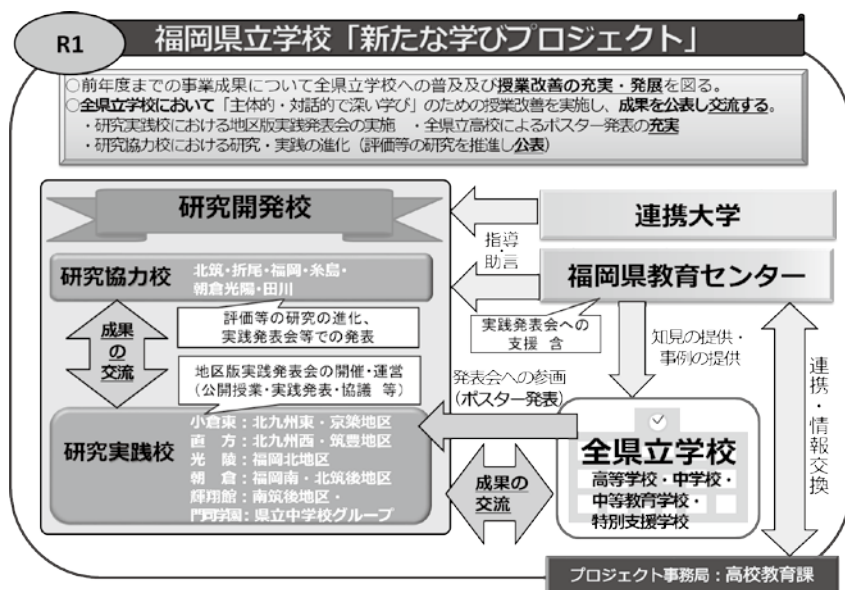 R1
福岡県立学校「新たな学びプロジェクト」
○前年度までの事業成果について全県立学校への普及及び授業改善の充実・発展を図る。
○全県立学校において「主体的・対話的で深い学び」のための授業改善を実施し、成果を公表し交流する。
・研究実践校における地区版実践発表会の実施 ・全県立高校によるポスター発表の充実
・研究協力校における研究・実践の進化（評価等の研究を推進し公表）
研究開発校
連携大学
指導
・
助言
研究協力校
北筑・折尾・福岡・糸島・
朝倉光陽・田川
福岡県教育センター
成果
の
交流
評価等の研究の進化、
実践発表会等での発表
実践発表会への
支援 含
知見の提供・
事例の提供
地区版実践発表会の開催・運営
（公開授業・実践発表・協議 等）
発表会への参画
（ポスター発表）
連携・情報交換
研究実践校
小倉東：北九州東・京築地区
直 方：北九州西・筑豊地区
光 陵：福岡北地区
朝 倉：福岡南・北筑後地区
輝翔館：南筑後地区・
門司学園：県立中学校グループ
成果の
交流
全県立学校
高等学校・中学校・
中等教育学校・
特別支援学校
プロジェクト事務局：高校教育課